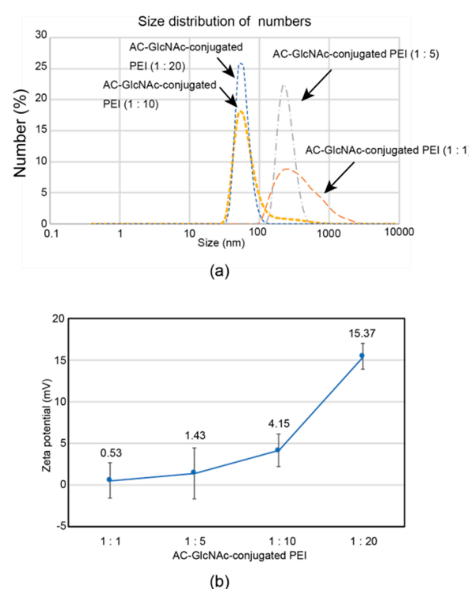 (a)
Size distribution of numbers
30
25
20
15
10
5
0
Number (%)
AC-GlcNAc-conjugated
PEI (1 : 20)
AC-GlcNAc-conjugated
PEI (1 : 10)
AC-GlcNAc-conjugated PEI (1 : 5)
AC-GlcNAc-conjugated PEI (1 : 1
0.1 1 10 100 1000 10000
Size (nm)
(a)
20
15
10
5
0
-5
Zeta potential (mV)
0.53
1.43
4.15
15.37
1 : 1 1 : 5 1 : 10 1 : 20
AC-GlcNAc-conjugated PEI
(b)